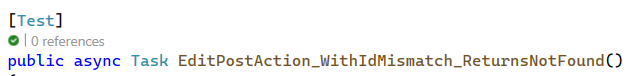 [Test]
| 0 references
public async Task EditPostAction_WithIdMismatch_ReturnsNotFound()